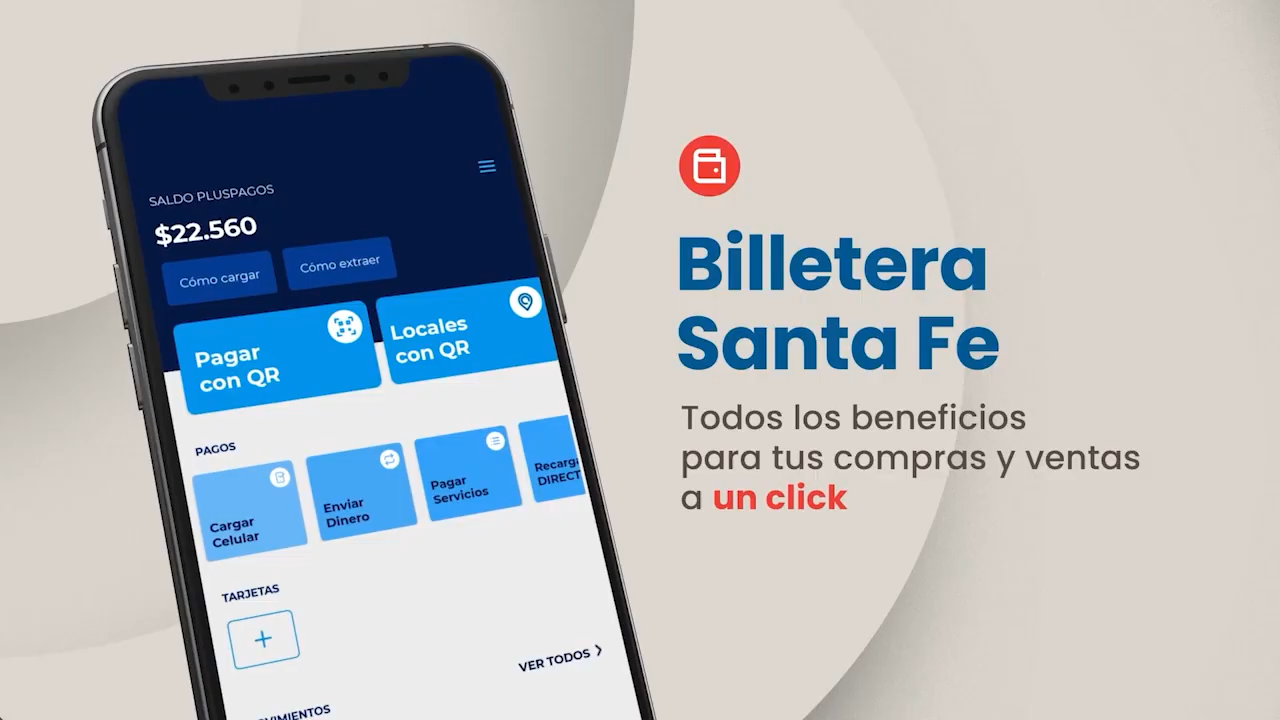 SALDO PLUSPAGOS
$22.560
Cómo cargar
Cómo extraer
Pagar
con QR
Locales
con QR
PAGOS
Cargar
Celular
Enviar
Dinero
Pagar
Servicios
DIRECT
TARJETAS
VER TODOS
Billetera
Santa Fe
Todos los beneficios
para tus compras y ventas
a un click